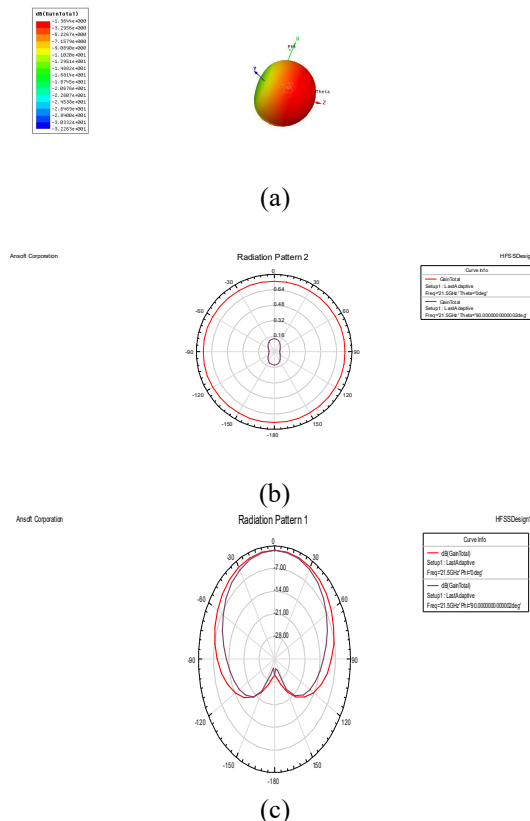 dB(GainTotal)
-1.3644e+000
-3.2956e+000
-5.2267e+000
-7.1579e+000
-9.0890e+000
-1.1020e+001
-1.2951e+001
-1.4882e+001
-1.6814e+001
-1.8745e+001
-2.0676e+001
-2.2607e+001
-2.4538e+001
-2.6469e+001
-2.8400e+001
-3.0332e+001
-3.2263e+001
Phi
Y
Theta
Z
(a)
Ansoft Corporation
Radiation Pattern 2
HFSSDesign
Curve Info
GainTotal
Setup1 : LastAdaptive
Freq='21.5GHz' Theta='0deg'
GainTotal
Setup1 : LastAdaptive
Freq='21.5GHz' Theta='90.0000000000002deg'
0
-30
30
0.64
0.48
-60
60
0.32
0.16
-90
90
-120
120
-150
150
-180
(b)
Ansoft Corporation
Radiation Pattern 1
HFSSDesign1
Curve Info
dB(GainTotal)
Setup1 : LastAdaptive
Freq='21.5GHz' Phi='0deg'
dB(GainTotal)
Setup1 : LastAdaptive
Freq='21.5GHz' Phi='90.0000000000002deg'
0
-30
30
-7.00
-14.00
-60
60
-21.00
-28.00
-90
90
-120
120
-150
150
-180
(c)